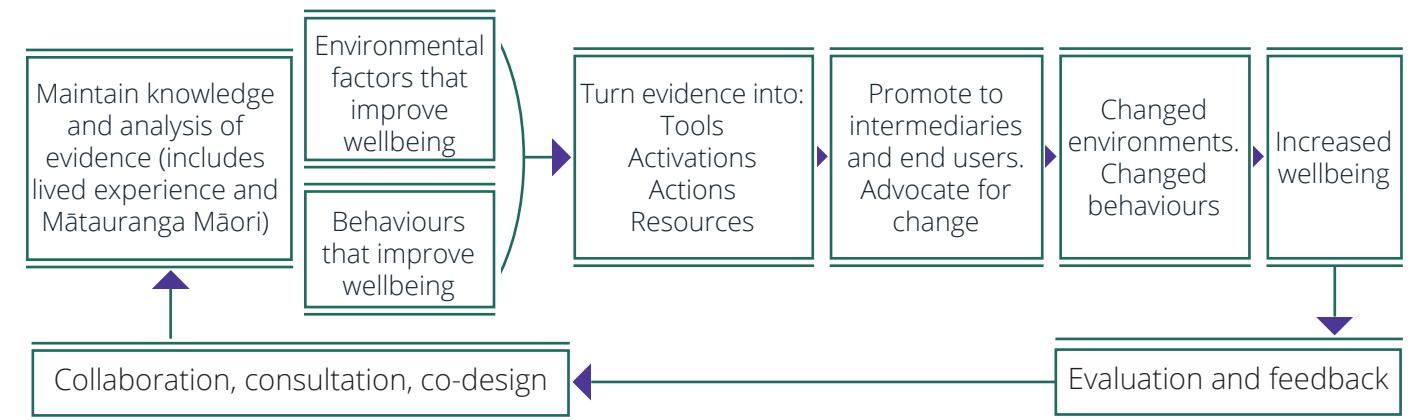 Maintain knowledge
and analysis of
evidence (includes
lived experience and
Mātauranga Māori)
Environmental
factors that
improve
wellbeing
Behaviours
that improve
wellbeing
Turn evidence into:
Tools
Activations
Actions
Resources
Promote to
intermediaries
and end users.
Advocate for
change
Changed
environments.
Changed
behaviours
Increased
wellbeing
Evaluation and feedback
Collaboration, consultation, co-design